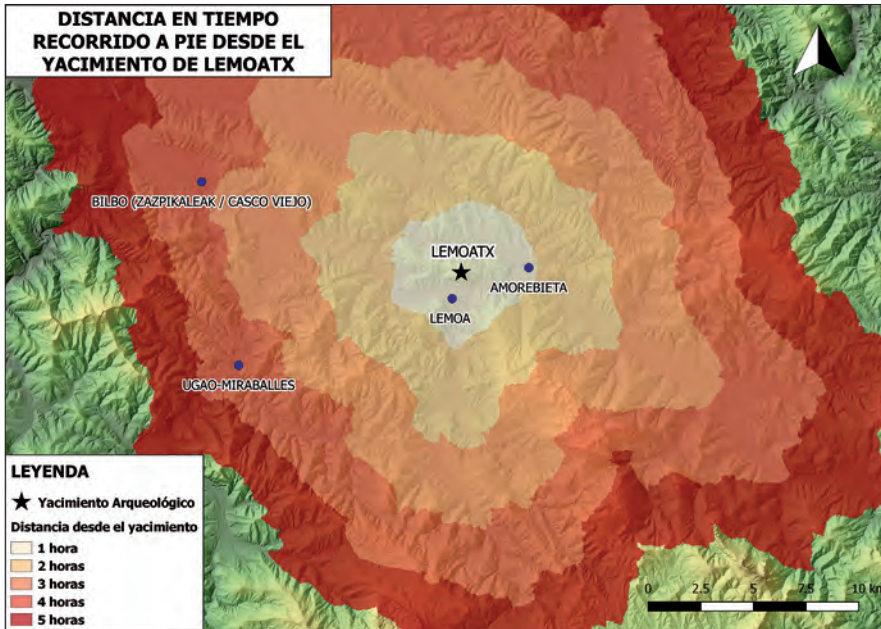 DISTANCIA EN TIEMPO
RECORRIDO A PIE DESDE EL
YACIMIENTO DE LEMOATX
BILBO (ZAZPIKALEAK / CASCO VIEJO)
LEMOATX
AMOREBIETA
LEMOA
UGAO-MIRABALLES
LEYENDA
Yacimiento Arqueológico
Distancia desde el yacimiento
1 hora
2 horas
3 horas
4 horas
5 horas
0 2.5 5 7.5 10 km